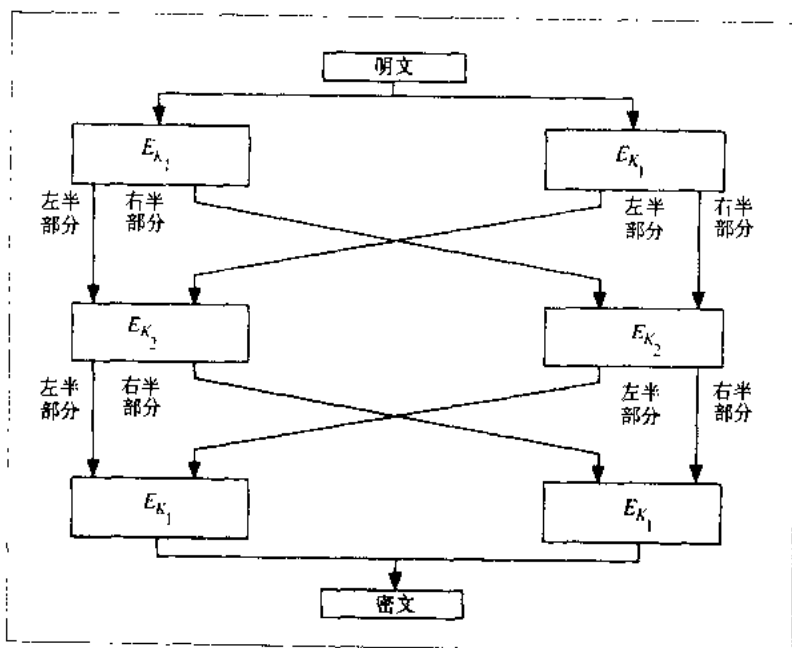 明文
E_{K_1}
E_{K_1}
左半部分
右半部分
左半部分
右半部分
E_{K_2}
E_{K_2}
左半部分
右半部分
左半部分
右半部分
E_{K_1}
E_{K_1}
密文